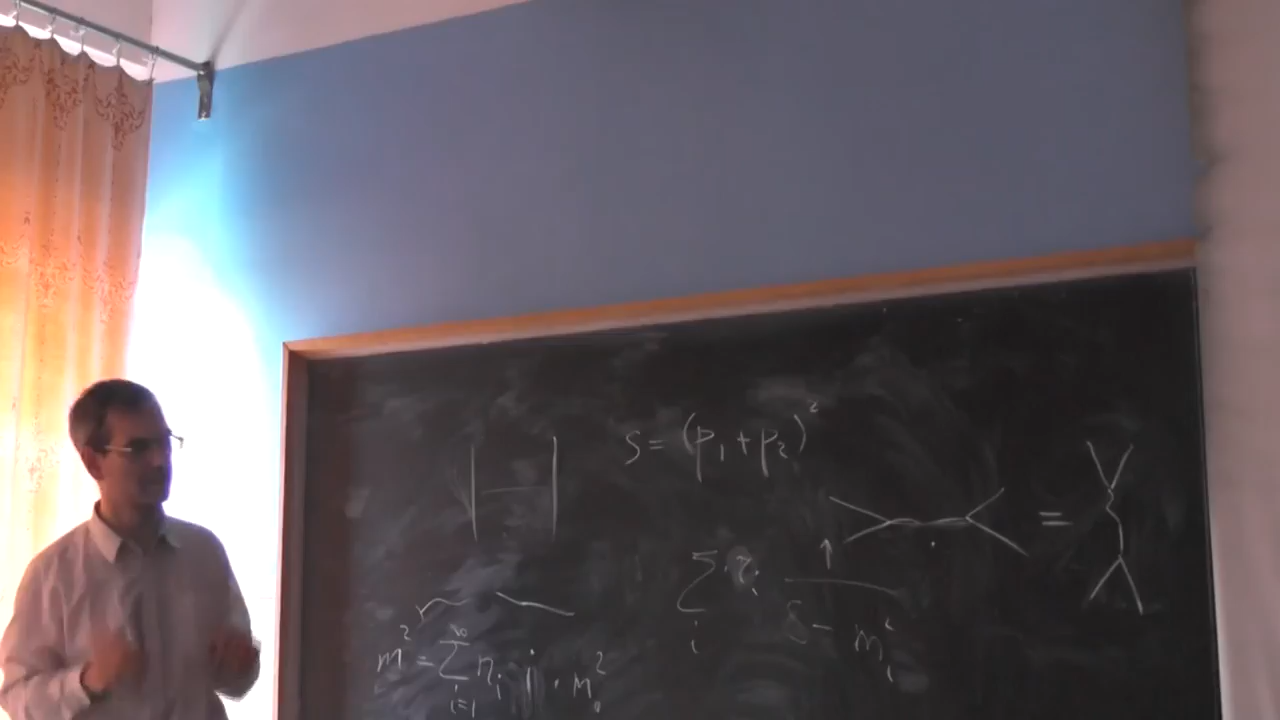 s = (p₁ + p₂)²
=
∑ᵢ rᵢ 1/(s − mᵢ²)
m² = ∑ᵢ₌₁^∞ nᵢ i · m₀²